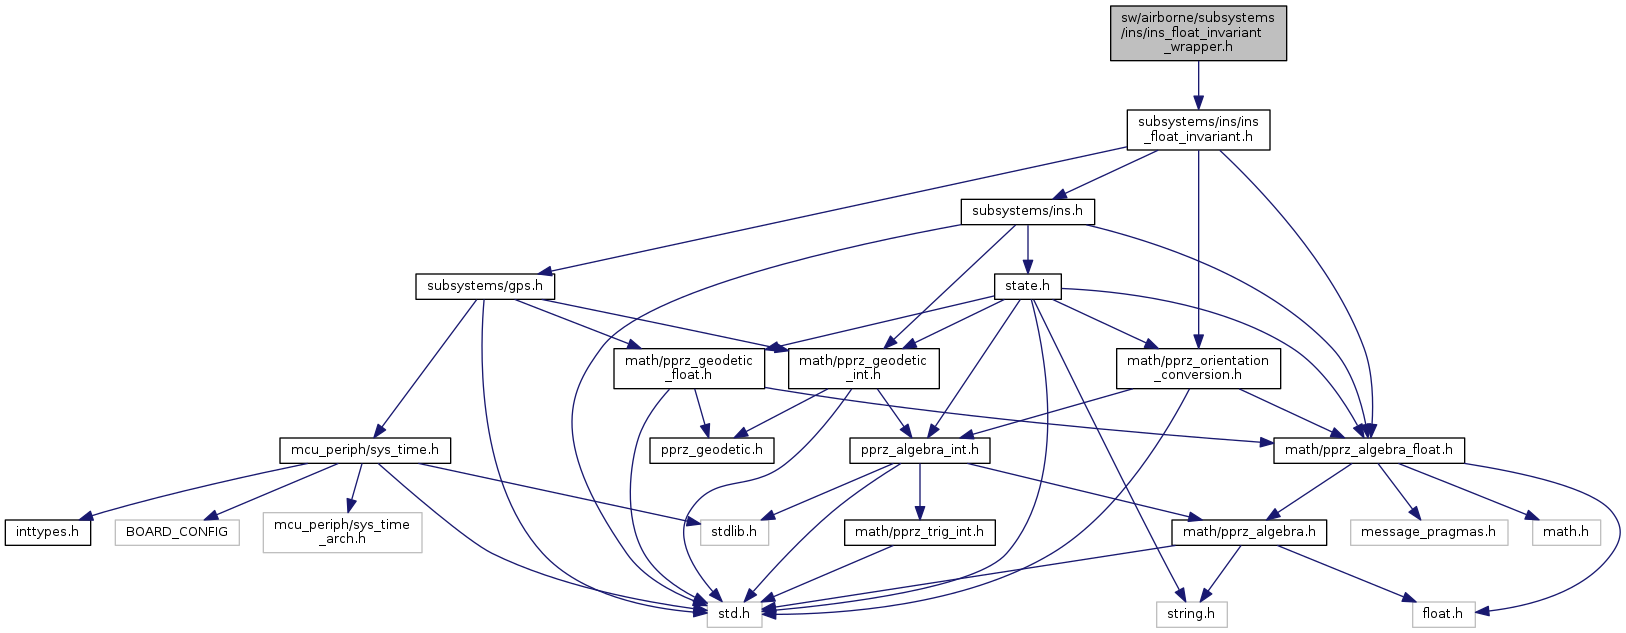 sw/airborne/subsystems
/ins/ins_float_invariant
_wrapper.h
subsystems/ins/ins
_float_invariant.h
subsystems/ins.h
subsystems/gps.h
state.h
math/pprz_geodetic
_float.h
math/pprz_geodetic
_int.h
math/pprz_orientation
_conversion.h
mcu_periph/sys_time.h
pprz_geodetic.h
pprz_algebra_int.h
math/pprz_algebra_float.h
inttypes.h
BOARD_CONFIG
mcu_periph/sys_time
_arch.h
stdlib.h
math/pprz_trig_int.h
math/pprz_algebra.h
message_pragmas.h
math.h
std.h
string.h
float.h